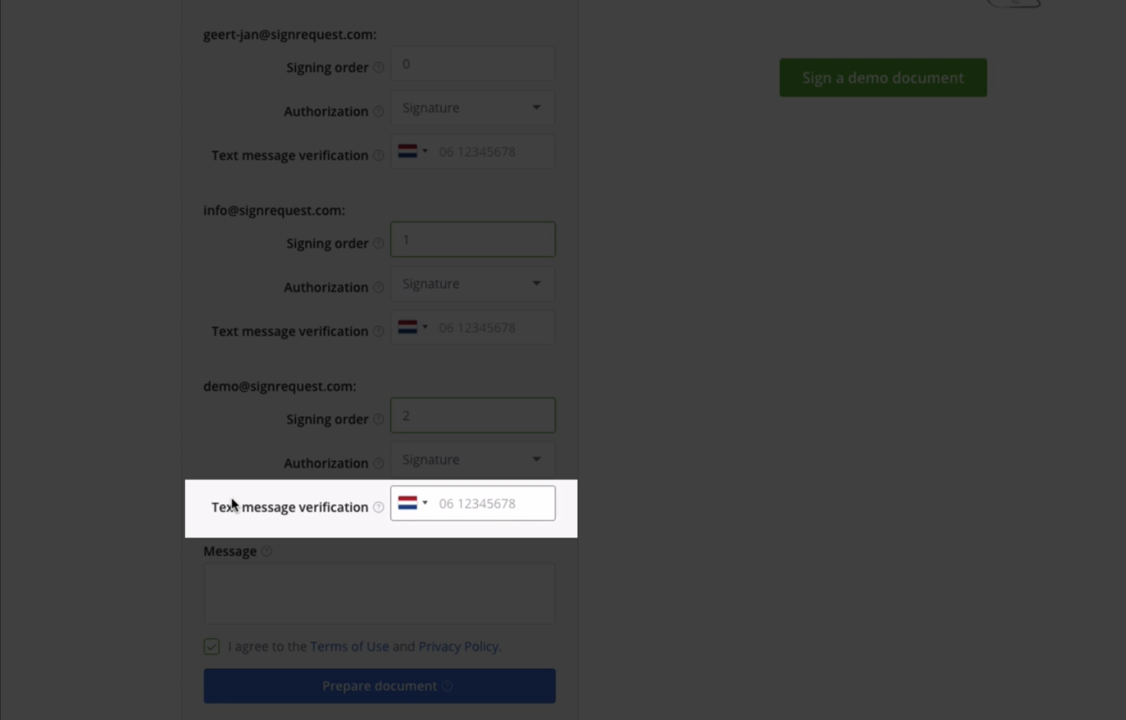 geert-jan@signrequest.com:
Signing order 0
Authorization Signature
Text message verification 06 12345678
Sign a demo document
info@signrequest.com:
Signing order 1
Authorization Signature
Text message verification 06 12345678
demo@signrequest.com:
Signing order 2
Authorization Signature
Text message verification 06 12345678
Message
I agree to the Terms of Use and Privacy Policy.
Prepare document